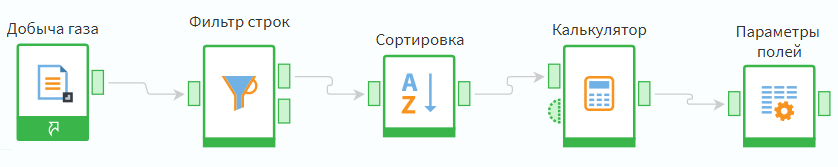 Добыча газа
Фильтр строк
Сортировка
Калькулятор
Параметры
полей
A
Z